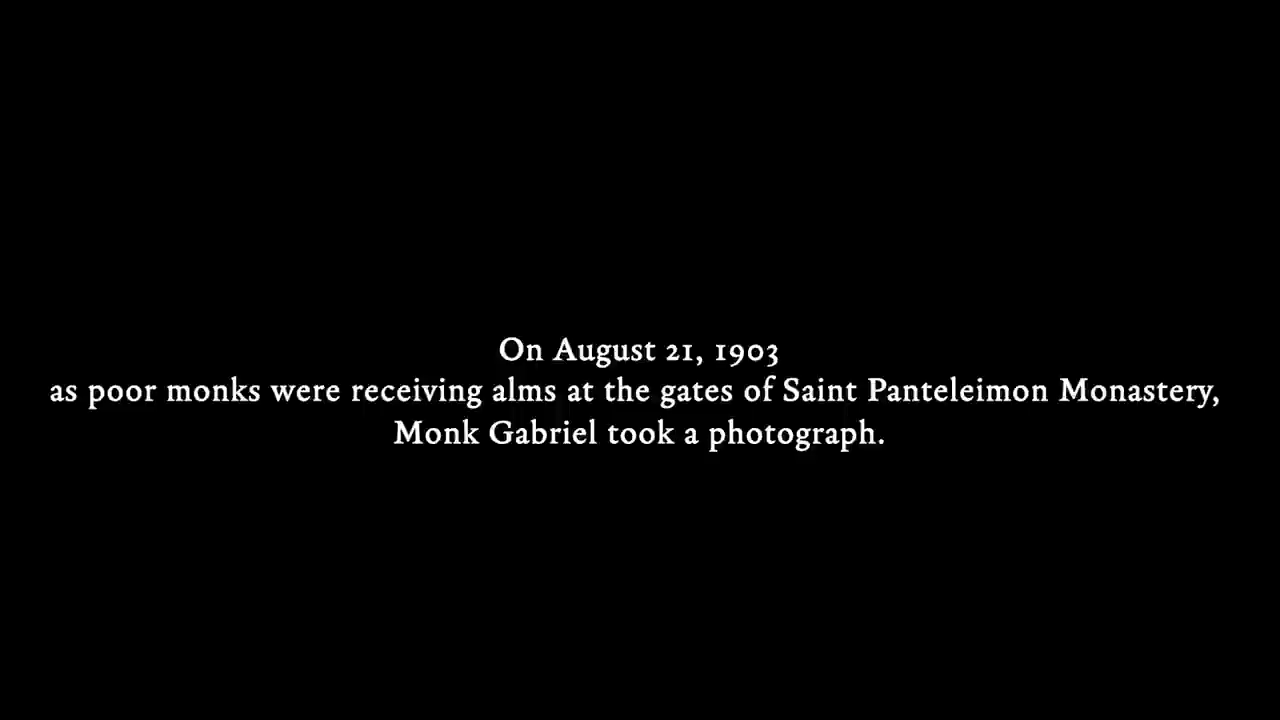 On August 21, 1903
as poor monks were receiving alms at the gates of Saint Panteleimon Monastery,
Monk Gabriel took a photograph.